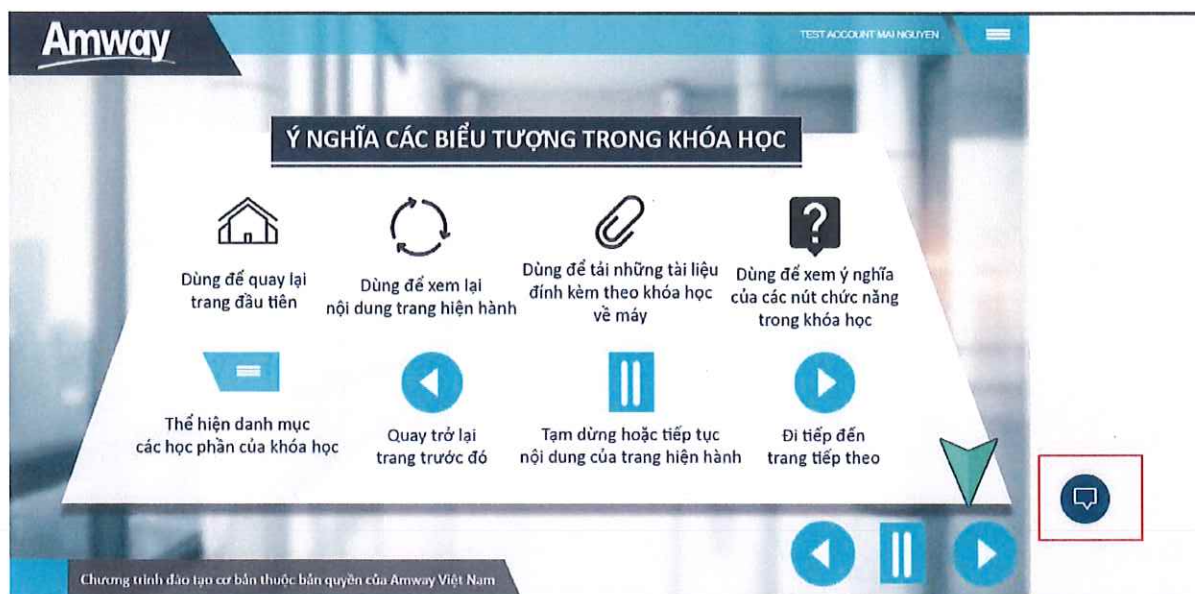 Amway
TEST ACCOUNT MAI NGUYEN
Ý NGHĨA CÁC BIỂU TƯỢNG TRONG KHÓA HỌC
Dùng để quay lại
trang đầu tiên
Dùng để xem lại
nội dung trang hiện hành
Dùng để tải những tài liệu
đính kèm theo khóa học
về máy
?
Dùng để xem ý nghĩa
của các nút chức năng
trong khóa học
Thể hiện danh mục
các học phần của khóa học
Quay trở lại
trang trước đó
Tạm dừng hoặc tiếp tục
nội dung của trang hiện hành
Đi tiếp đến
trang tiếp theo
Chương trình đào tạo cơ bản thuộc bản quyền của Amway Việt Nam